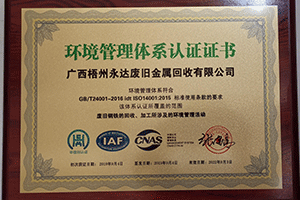 环境管理体系认证证书
广西梧州永达废旧金属回收有限公司
环境管理体系符合
GB/T24001-2016 idt ISO14001:2015 标准使用条款的要求
该体系认证所覆盖的范围
废旧钢铁的回收、加工所涉及的环境管理活动
IAF
CNAS